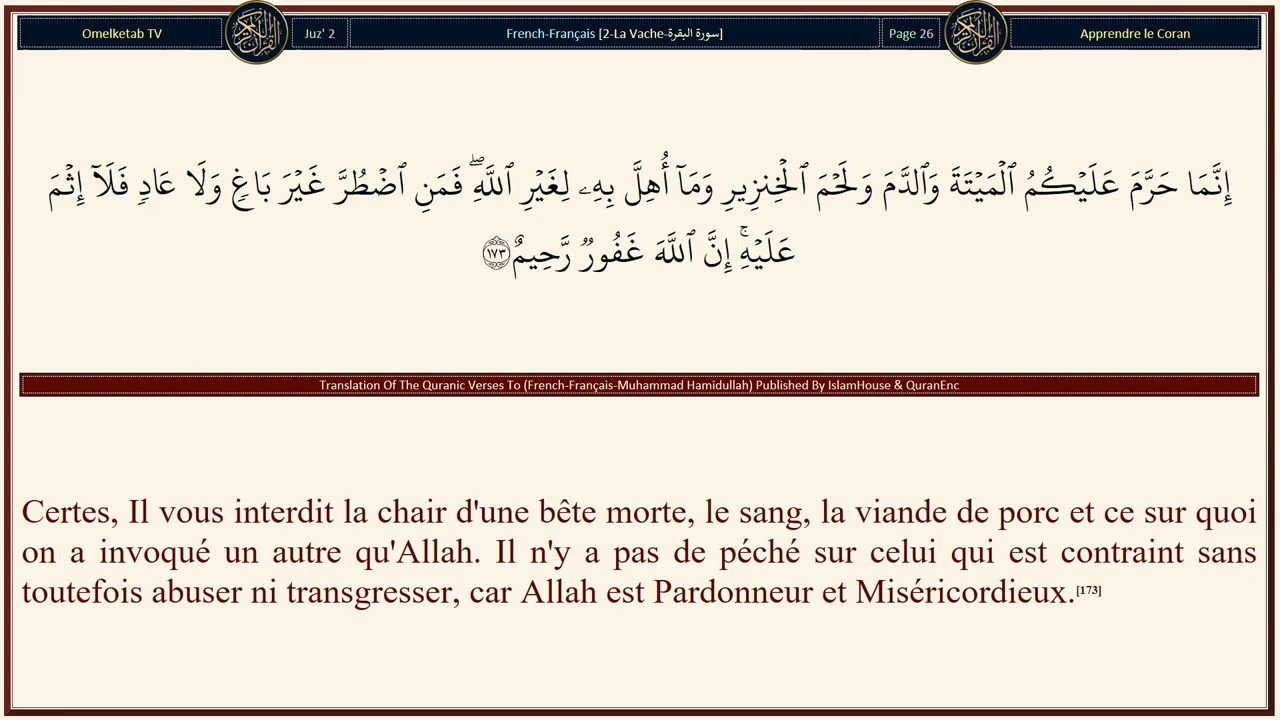 Omelketab TV
Juz' 2
French-Français [2-La Vache-سورة البقرة]
Page 26
Apprendre le Coran
إِنَّمَا حَرَّمَ عَلَيۡكُمُ ٱلۡمَيۡتَةَ وَٱلدَّمَ وَلَحۡمَ ٱلۡخِنزِيرِ وَمَآ أُهِلَّ بِهِۦ لِغَيۡرِ ٱللَّهِۖ فَمَنِ ٱضۡطُرَّ غَيۡرَ بَاغٖ وَلَا عَادٖ فَلَآ إِثۡمَ
عَلَيۡهِۚ إِنَّ ٱللَّهَ غَفُورٞ رَّحِيمٌ ١٧٣
Translation Of The Quranic Verses To (French-Français-Muhammad Hamidullah) Published By IslamHouse & QuranEnc
Certes, Il vous interdit la chair d'une bête morte, le sang, la viande de porc et ce sur quoi
on a invoqué un autre qu'Allah. Il n'y a pas de péché sur celui qui est contraint sans
toutefois abuser ni transgresser, car Allah est Pardonneur et Miséricordieux.[173]